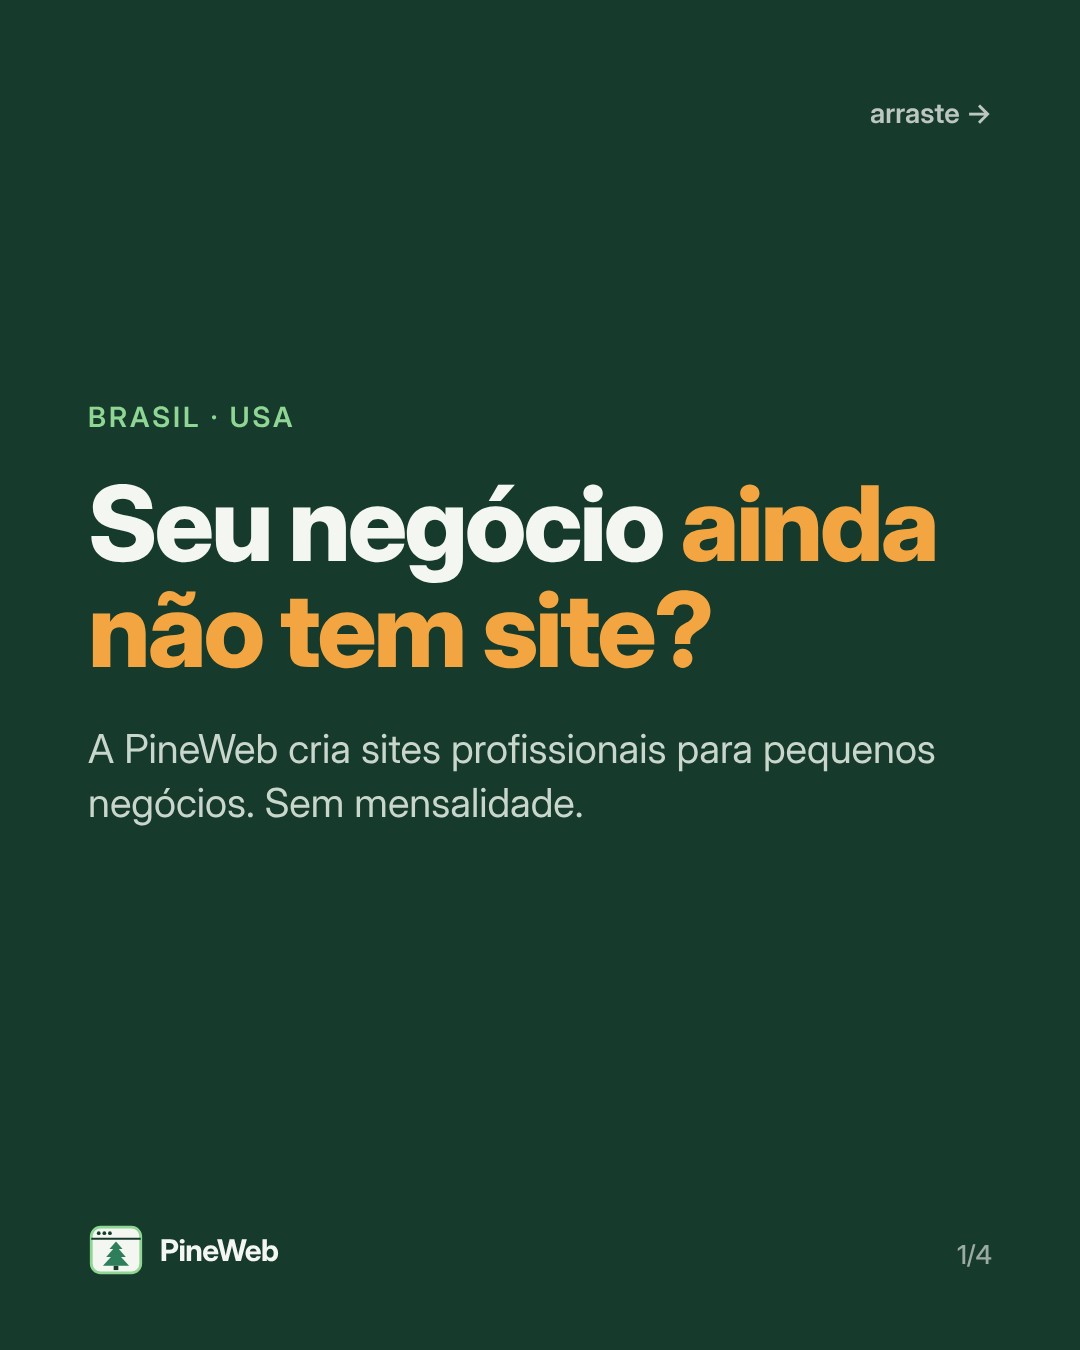 arraste →
BRASIL · USA
Seu negócio ainda
não tem site?
A PineWeb cria sites profissionais para pequenos
negócios. Sem mensalidade.
PineWeb
1/4